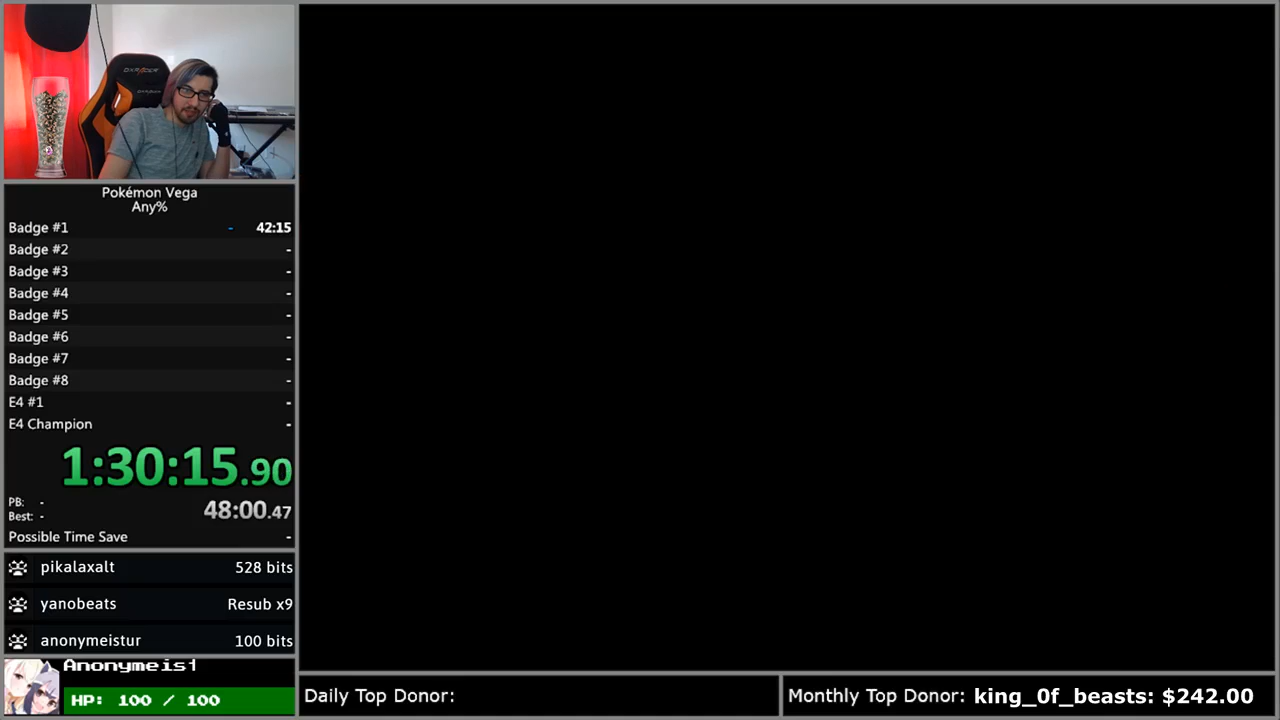 Pokémon Vega
Any%
Badge #1 - 42:15
Badge #2 -
Badge #3 -
Badge #4 -
Badge #5 -
Badge #6 -
Badge #7 -
Badge #8 -
E4 #1 -
E4 Champion -
1:30:15.90
PB: -
Best: -
48:00.47
Possible Time Save -
pikalaxalt 528 bits
yanobeats Resub x9
anonymeistur 100 bits
Anonymeist
HP: 100 / 100
Daily Top Donor:
Monthly Top Donor: king_0f_beasts: $242.00